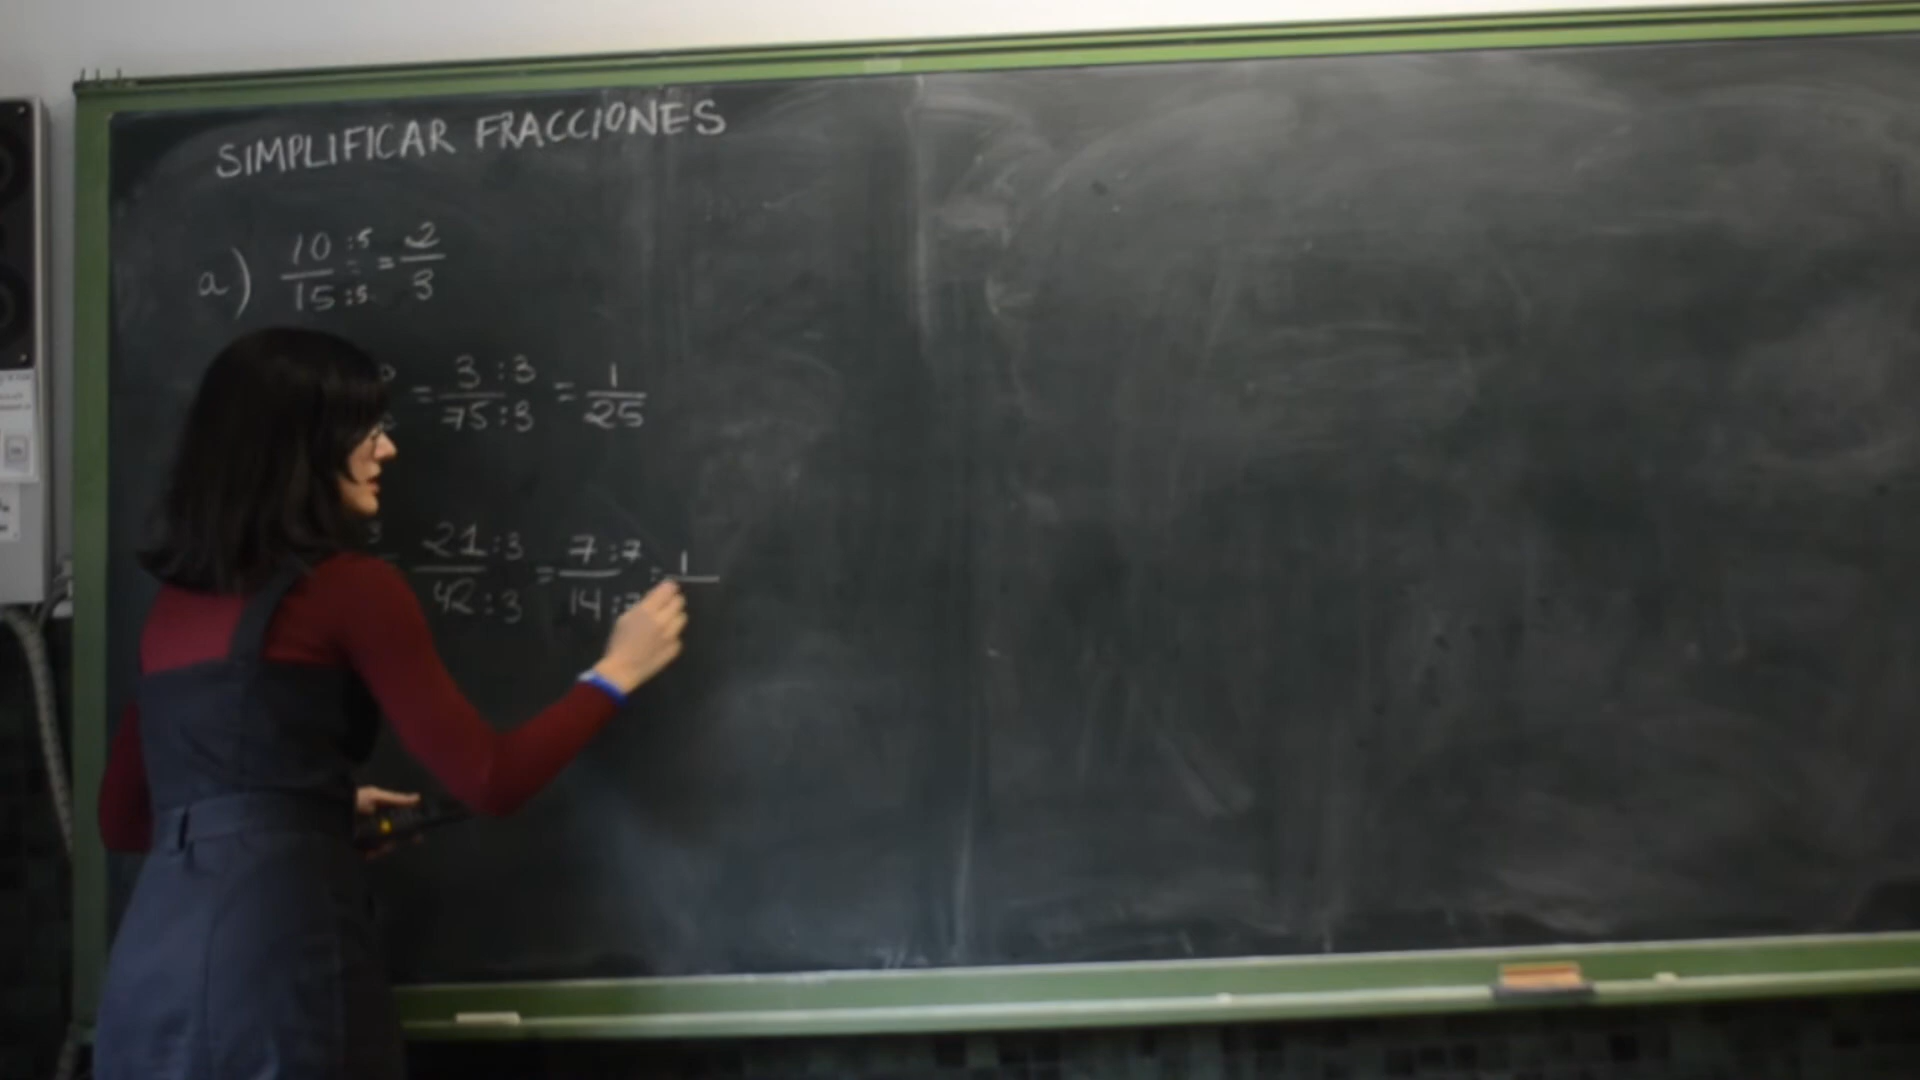 SIMPLIFICAR FRACCIONES
a) 10:5 / 15:5 = 2 / 3
= 3:3 / 75:3 = 1 / 25
21:3 / 42:3 = 7:7 / 14:7 = 1